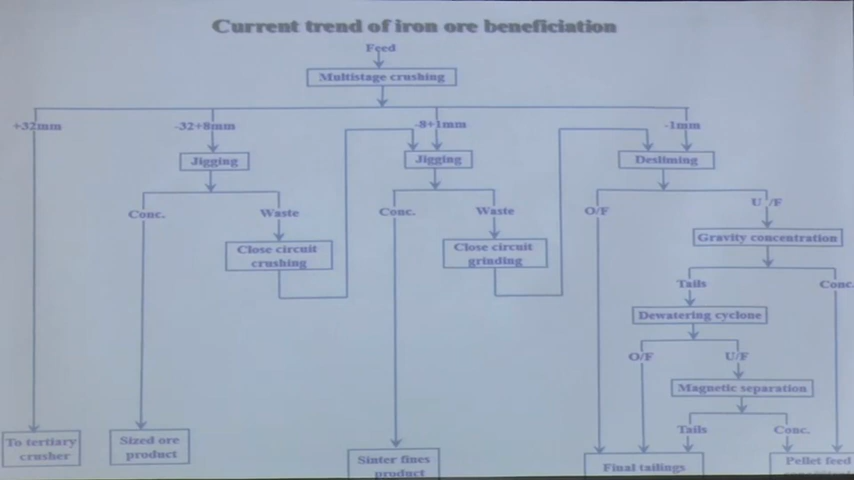 Current trend of iron ore beneficiation
Feed
Multistage crushing
+32mm
-32+8mm
-8+1mm
-1mm
Jigging
Jigging
Desliming
Conc.
Waste
Conc.
Waste
O/F
U/F
Close circuit
crushing
Close circuit
grinding
Gravity concentration
Tails
Conc.
Dewatering cyclone
O/F
U/F
Magnetic separation
Tails
Conc.
To tertiary
crusher
Sized ore
product
Sinter fines
product
Final tailings
Pellet feed